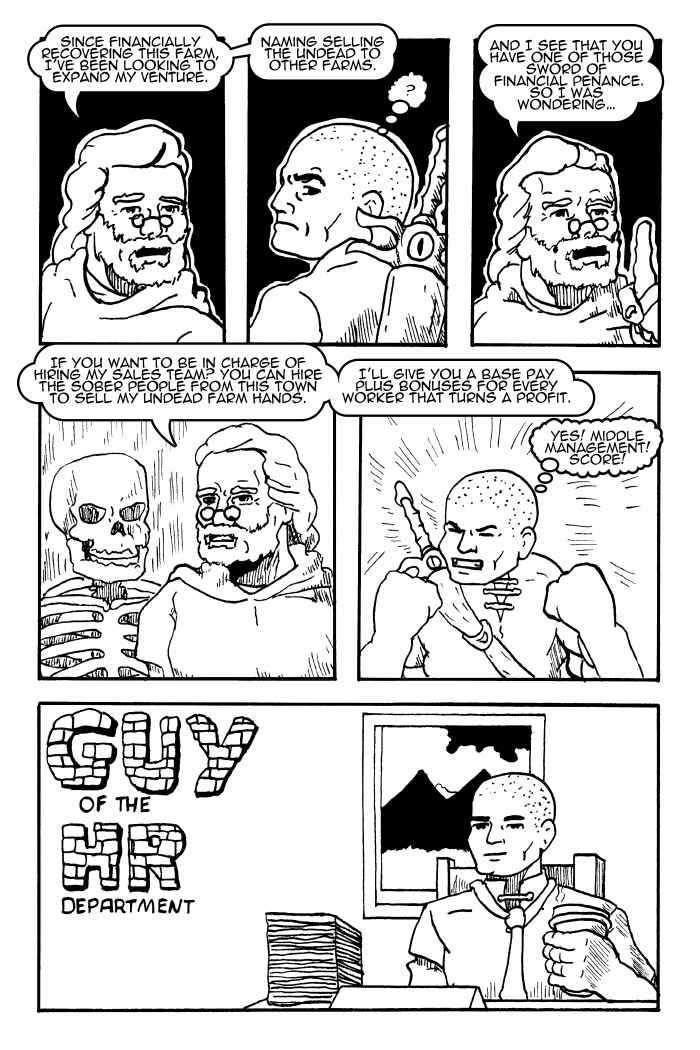 SINCE FINANCIALLY
RECOVERING THIS FARM,
I'VE BEEN LOOKING TO
EXPAND MY VENTURE.
NAMING SELLING
THE UNDEAD TO
OTHER FARMS.
?
AND I SEE THAT YOU
HAVE ONE OF THOSE
SWORD OF
FINANCIAL PENANCE.
SO I WAS
WONDERING...
IF YOU WANT TO BE IN CHARGE OF
HIRING MY SALES TEAM? YOU CAN HIRE
THE SOBER PEOPLE FROM THIS TOWN
TO SELL MY UNDEAD FARM HANDS.
I'LL GIVE YOU A BASE PAY
PLUS BONUSES FOR EVERY
WORKER THAT TURNS A PROFIT.
YES! MIDDLE
MANAGEMENT!
SCORE!
GUY
OF THE
HR
DEPARTMENT